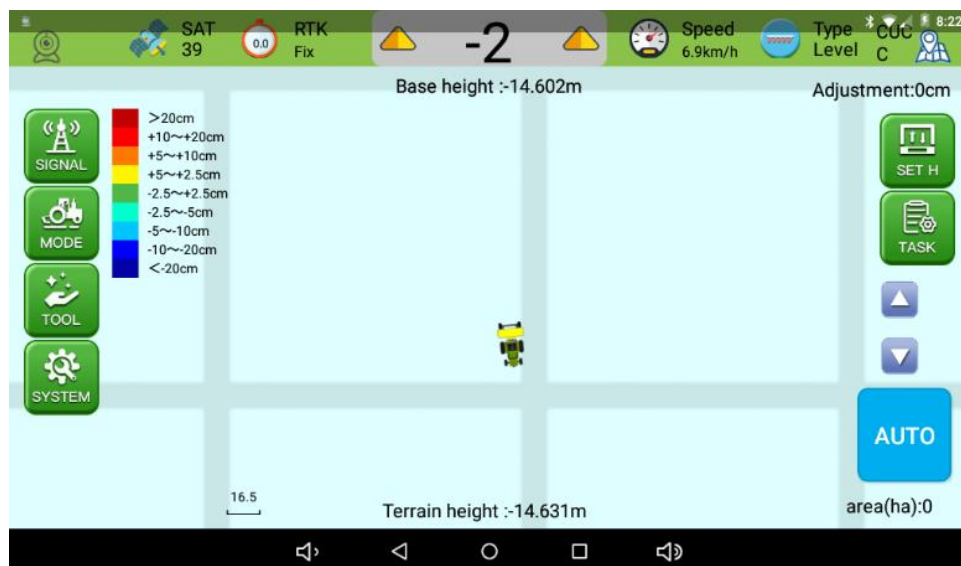 8:22
SAT
39
0.0
RTK
Fix
-2
Speed
6.9km/h
Type
Level
CUC
C
Base height :-14.602m
Adjustment:0cm
SIGNAL
MODE
TOOL
SYSTEM
>20cm
+10～+20cm
+5～+10cm
+5～+2.5cm
-2.5～+2.5cm
-2.5～-5cm
-5～-10cm
-10～-20cm
<-20cm
SET H
TASK
AUTO
16.5
Terrain height :-14.631m
area(ha):0